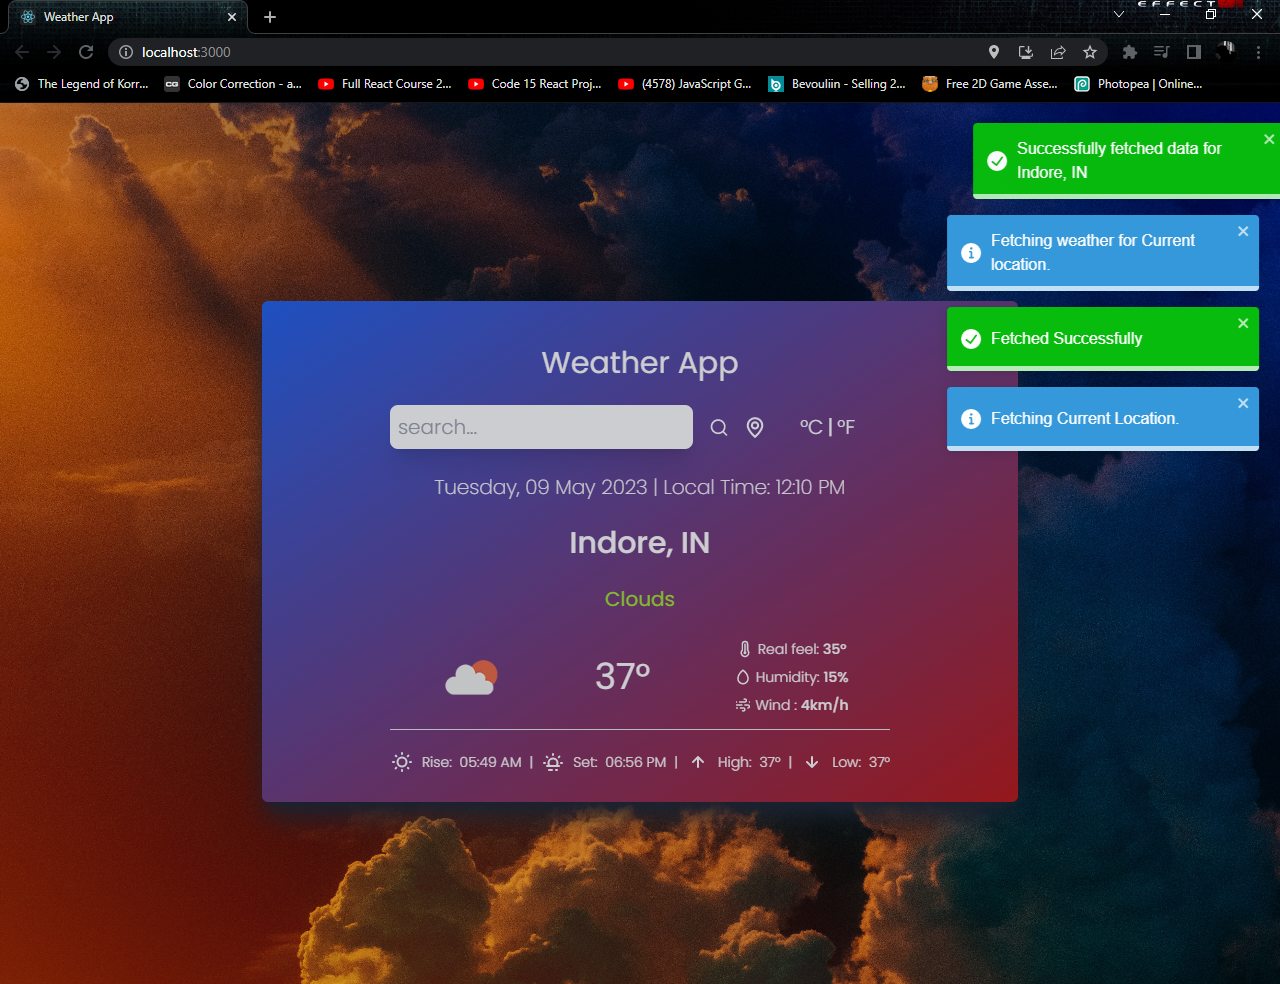 EFFECT
Weather App
localhost:3000
The Legend of Korr...
CG
Color Correction - a...
Full React Course 2...
Code 15 React Proj...
(4578) JavaScript G...
Bevouliin - Selling 2...
Free 2D Game Asse...
Photopea | Online...
Successfully fetched data for
Indore, IN
Fetching weather for Current
location.
Fetched Successfully
Fetching Current Location.
Weather App
search...
°C | °F
Tuesday, 09 May 2023 | Local Time: 12:10 PM
Indore, IN
Clouds
37°
Real feel: 35°
Humidity: 15%
Wind : 4km/h
Rise: 05:49 AM | Set: 06:56 PM | High: 37° | Low: 37°